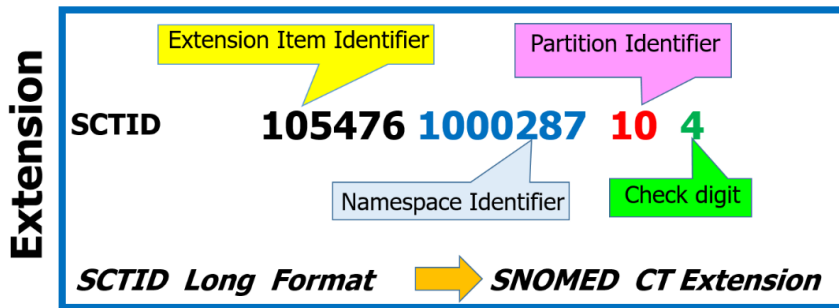 Extension
Extension Item Identifier
Partition Identifier
SCTID 105476 1000287 10 4
Namespace Identifier
Check digit
SCTID Long Format SNOMED CT Extension